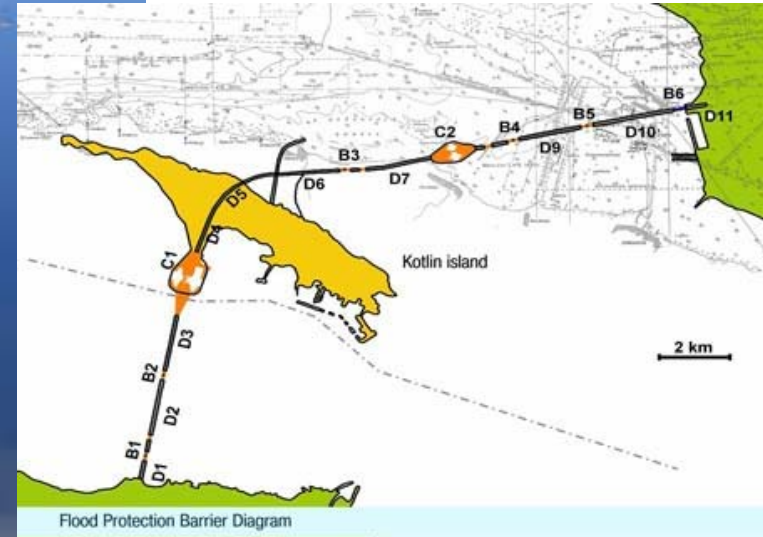 B6
D11
B5
D10
B4
D9
C2
B3
D7
D6
D5
D4
C1
Kotlin island
D3
2 km
B2
D2
B1
D1
Flood Protection Barrier Diagram